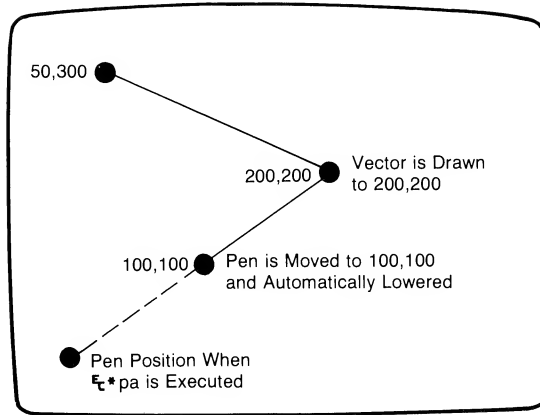 50,300
200,200
Vector is Drawn
to 200,200
100,100
Pen is Moved to 100,100
and Automatically Lowered
Pen Position When
Ec* pa is Executed